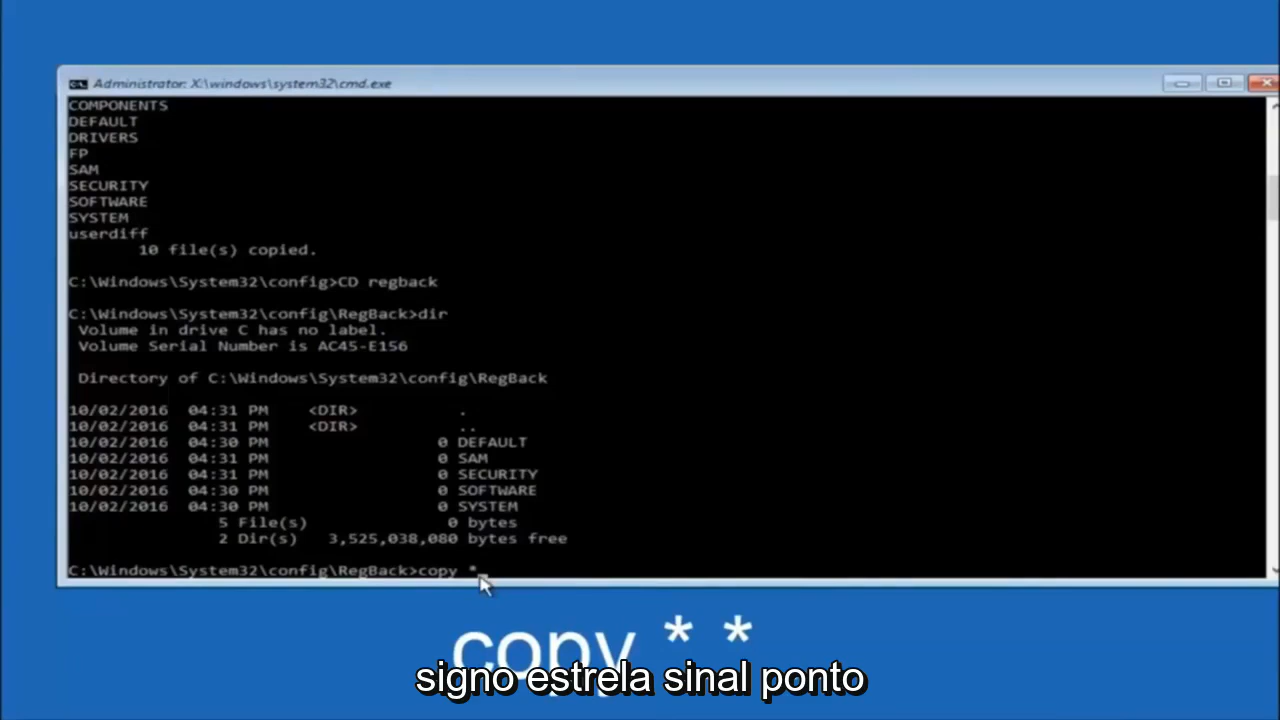 Administrator: X:\windows\system32\cmd.exe
COMPONENTS
DEFAULT
DRIVERS
FP
SAM
SECURITY
SOFTWARE
SYSTEM
userdiff
10 file(s) copied.
C:\Windows\System32\config>CD regback
C:\Windows\System32\config\RegBack>dir
Volume in drive C has no label.
Volume Serial Number is AC45-E156
Directory of C:\Windows\System32\config\RegBack
10/02/2016 04:31 PM <DIR> .
10/02/2016 04:31 PM <DIR> ..
10/02/2016 04:30 PM 0 DEFAULT
10/02/2016 04:31 PM 0 SAM
10/02/2016 04:31 PM 0 SECURITY
10/02/2016 04:30 PM 0 SOFTWARE
10/02/2016 04:30 PM 0 SYSTEM
5 File(s) 0 bytes
2 Dir(s) 3,525,038,080 bytes free
C:\Windows\System32\config\RegBack>copy *_
copy * *
signo estrela sinal ponto